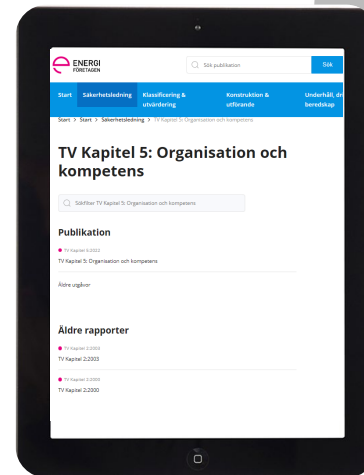 ENERGI
FÖRETAGEN
Sök publikation
Sök
Start
Säkerhetsledning
Klassificering &
utvärdering
Konstruktion &
utförande
Underhåll, dri
beredskap
Start > Start > Säkerhetsledning > TV Kapitel 5: Organisation och kompetens
TV Kapitel 5: Organisation och
kompetens
Sökfilter TV Kapitel 5: Organisation och kompetens
Publikation
TV Kapitel 5:2022
TV Kapitel 5: Organisation och kompetens
Äldre utgåvor
Äldre rapporter
TV Kapitel 2:2003
TV Kapitel 2:2003
TV Kapitel 2:2000
TV Kapitel 2:2000